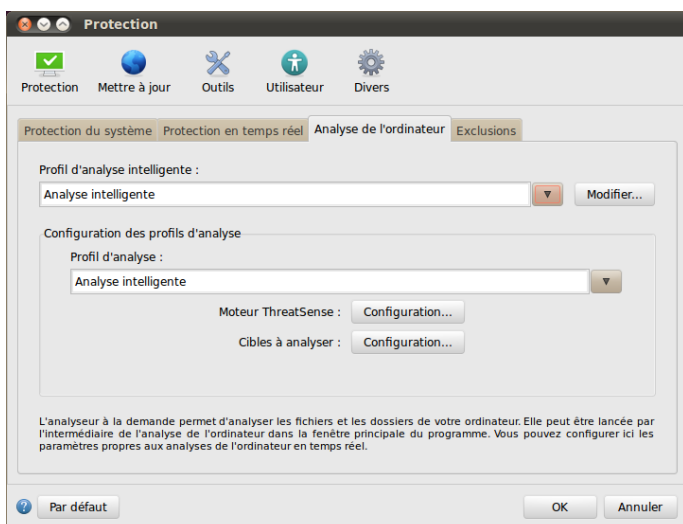 Protection
Protection Mettre à jour Outils Utilisateur Divers
Protection du système Protection en temps réel Analyse de l'ordinateur Exclusions
Profil d'analyse intelligente :
Analyse intelligente Modifier...
Configuration des profils d'analyse
Profil d'analyse :
Analyse intelligente
Moteur ThreatSense : Configuration...
Cibles à analyser : Configuration...
L'analyseur à la demande permet d'analyser les fichiers et les dossiers de votre ordinateur. Elle peut être lancée par
l'intermédiaire de l'analyse de l'ordinateur dans la fenêtre principale du programme. Vous pouvez configurer ici les
paramètres propres aux analyses de l'ordinateur en temps réel.
? Par défaut OK Annuler